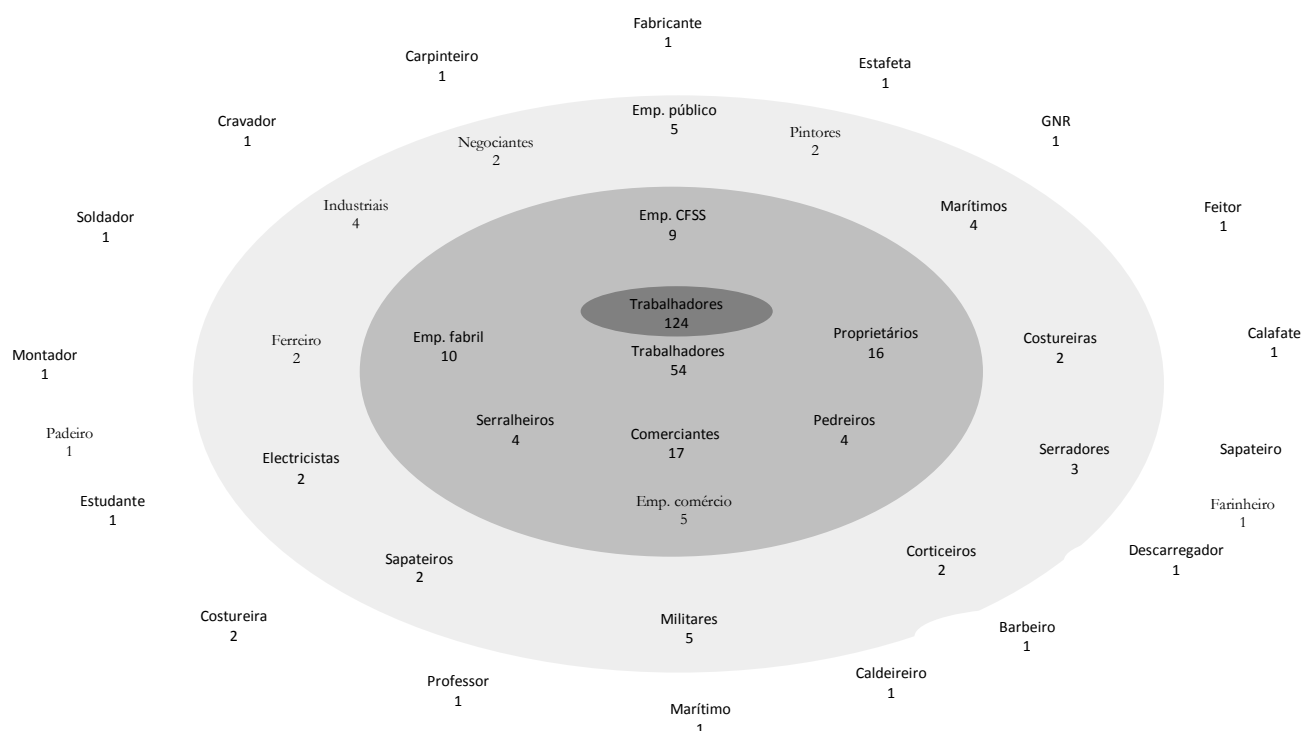 Fabricante
1
Carpinteiro
1
Estafeta
1
Emp. público
5
Cravador
1
GNR
1
Negociantes
2
Pintores
2
Industriais
4
Marítimos
4
Feitor
1
Soldador
1
Emp. CFSS
9
Trabalhadores
124
Emp. fabril
10
Proprietários
16
Ferreiro
2
Costureiras
2
Calafate
1
Montador
1
Trabalhadores
54
Padeiro
1
Serralheiros
4
Comerciantes
17
Pedreiros
4
Electricistas
2
Serradores
3
Sapateiro
Estudante
1
Emp. comércio
5
Farinheiro
1
Sapateiros
2
Corticeiros
2
Descarregador
1
Costureira
2
Militares
5
Barbeiro
1
Professor
1
Caldeireiro
1
Marítimo
1